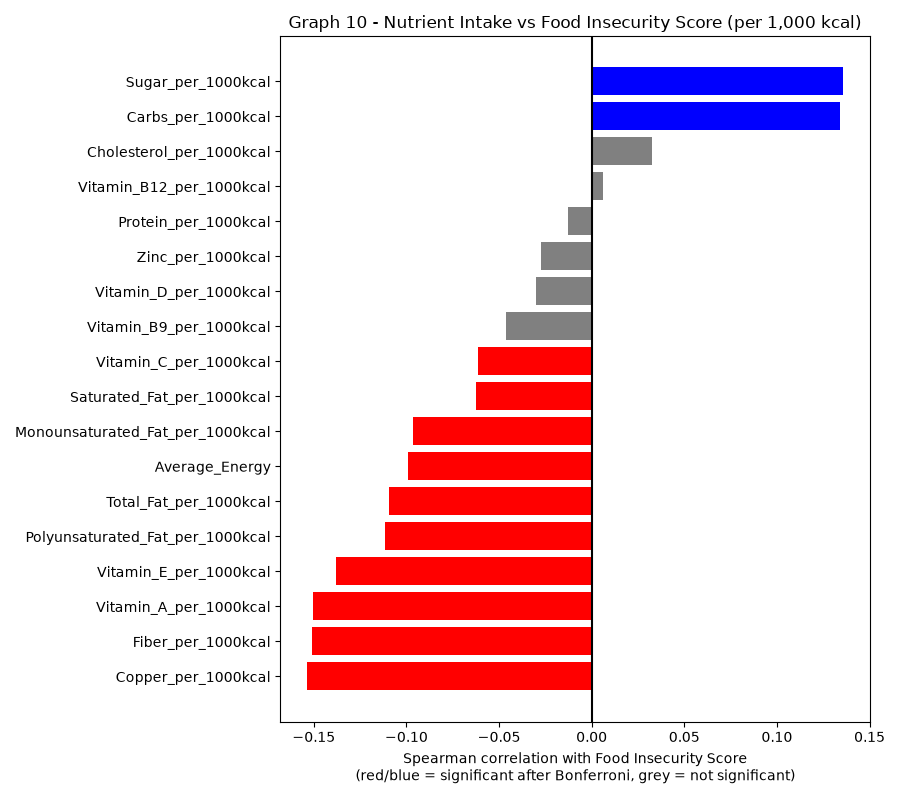 Graph 10 - Nutrient Intake vs Food Insecurity Score (per 1,000 kcal)
Sugar_per_1000kcal
Carbs_per_1000kcal
Cholesterol_per_1000kcal
Vitamin_B12_per_1000kcal
Protein_per_1000kcal
Zinc_per_1000kcal
Vitamin_D_per_1000kcal
Vitamin_B9_per_1000kcal
Vitamin_C_per_1000kcal
Saturated_Fat_per_1000kcal
Monounsaturated_Fat_per_1000kcal
Average_Energy
Total_Fat_per_1000kcal
Polyunsaturated_Fat_per_1000kcal
Vitamin_E_per_1000kcal
Vitamin_A_per_1000kcal
Fiber_per_1000kcal
Copper_per_1000kcal
−0.15 −0.10 −0.05 0.00 0.05 0.10 0.15
Spearman correlation with Food Insecurity Score
(red/blue = significant after Bonferroni, grey = not significant)